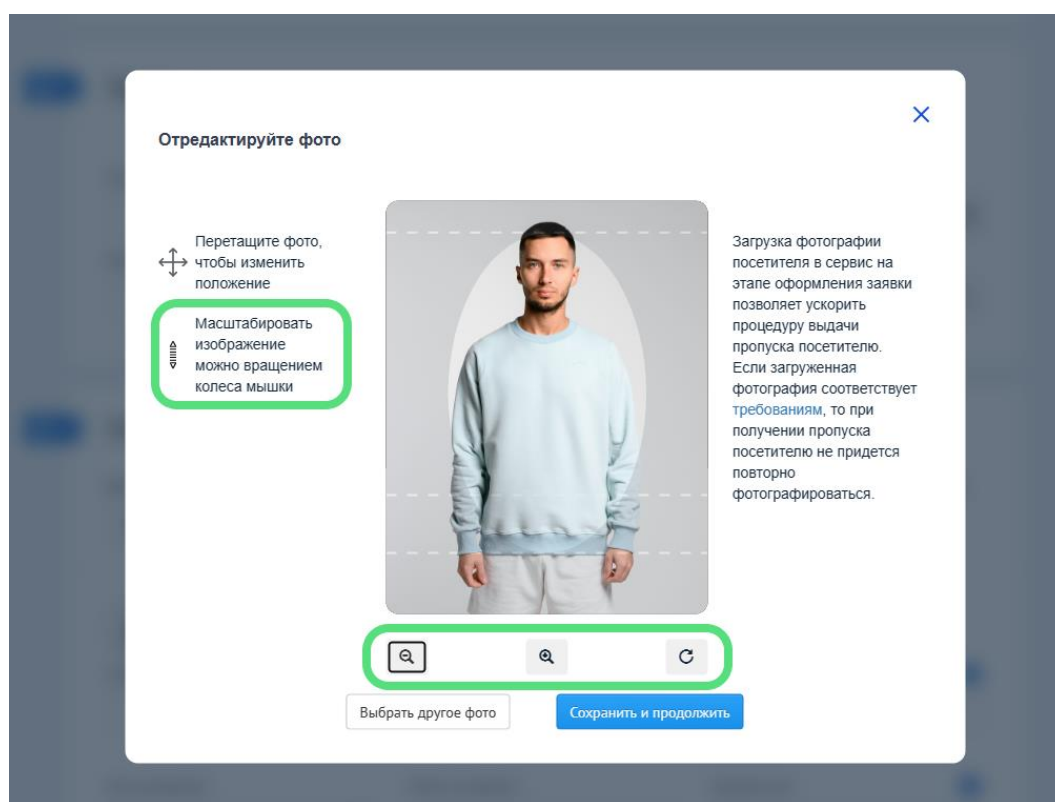 Отредактируйте фото
Перетащите фото,
чтобы изменить
положение
Масштабировать
изображение
можно вращением
колеса мышки
Загрузка фотографии
посетителя в сервис на
этапе оформления заявки
позволяет ускорить
процедуру выдачи
пропуска посетителю.
Если загруженная
фотография соответствует
требованиям, то при
получении пропуска
посетителю не придется
повторно
фотографироваться.
Выбрать другое фото
Сохранить и продолжить